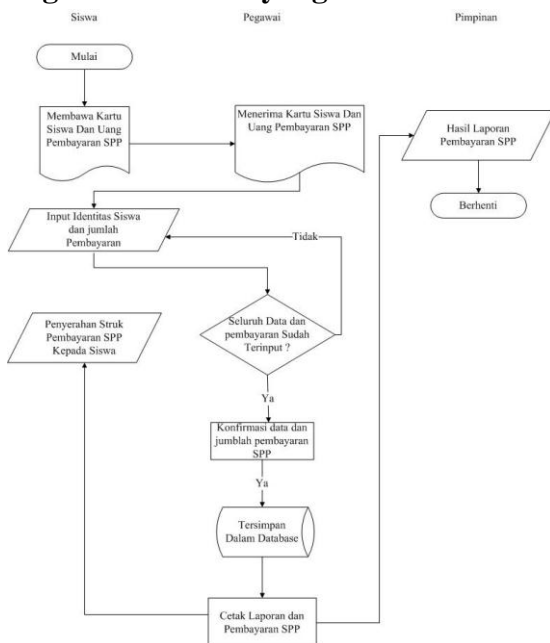 Siswa
Pegawai
Pimpinan
Mulai
Membawa Kartu
Siswa Dan Uang
Pembayaran SPP
Menerima Kartu Siswa Dan
Uang Pembayaran SPP
Hasil Laporan
Pembayaran SPP
Berhenti
Input Identitas Siswa
dan jumlah
Pembayaran
Tidak
Seluruh Data dan
pembayaran Sudah
Terinput ?
Penyerahan Struk
Pembayaran SPP
Kepada Siswa
Ya
Konfirmasi data dan
jumblah pembayaran
SPP
Ya
Tersimpan
Dalam Database
Cetak Laporan dan
Pembayaran SPP